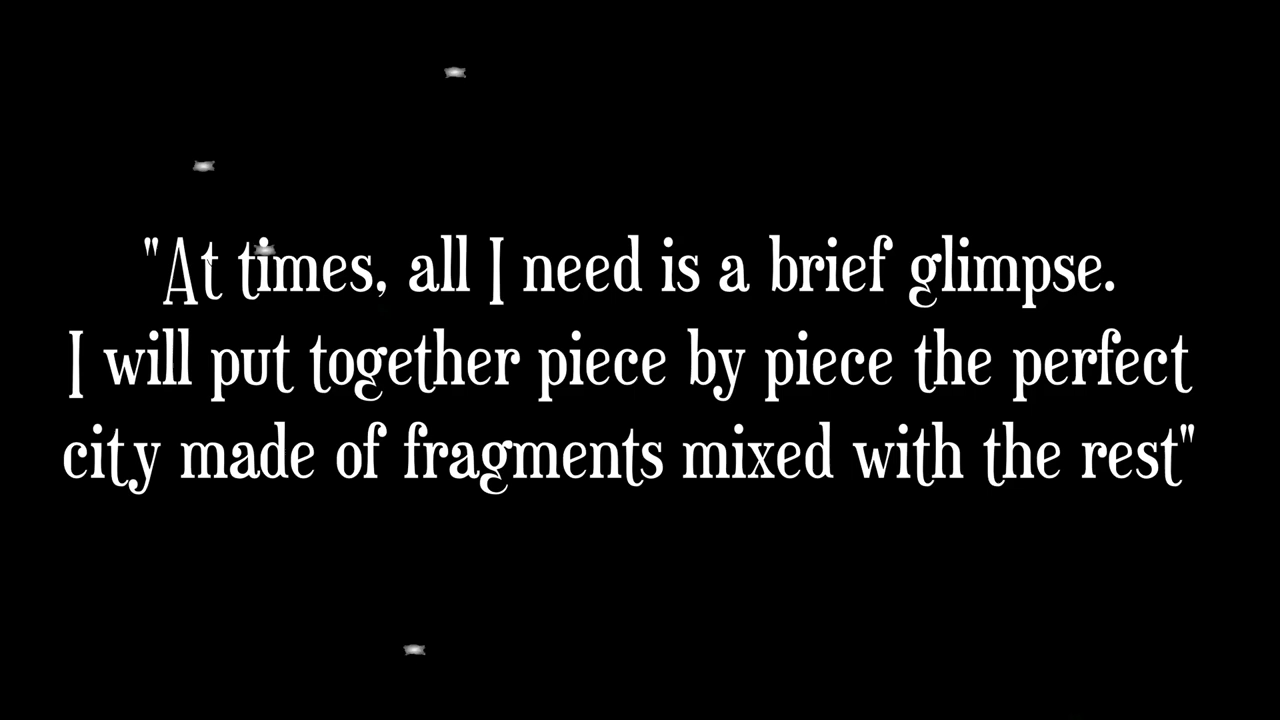 "At times, all I need is a brief glimpse.
I will put together piece by piece the perfect
city made of fragments mixed with the rest"